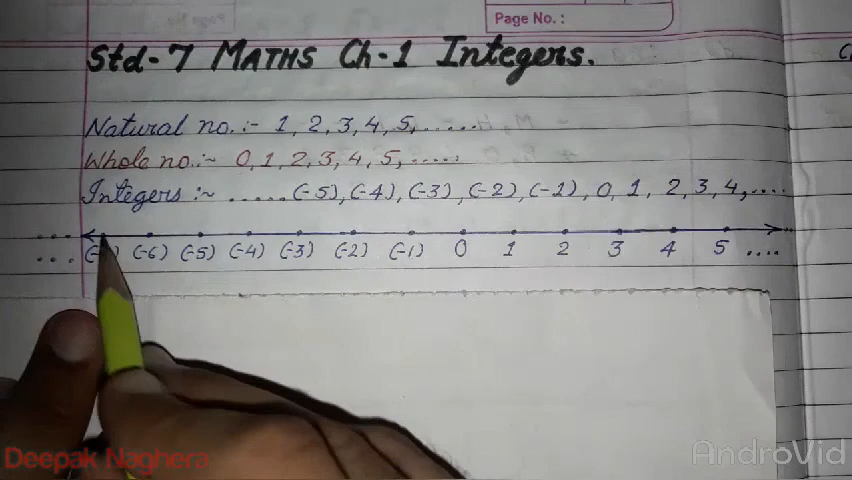 Page No. :
Std-7 MATHS Ch-1 Integers.
Natural no. :- 1, 2, 3, 4, 5, ......
Whole no. :~ 0, 1, 2, 3, 4, 5, .....
Integers :~ .....(-5), (-4), (-3), (-2), (-1), 0, 1, 2, 3, 4, ....
... (-6) (-5) (-4) (-3) (-2) (-1) 0 1 2 3 4 5 ....
Deepak Naghera
AndroVid